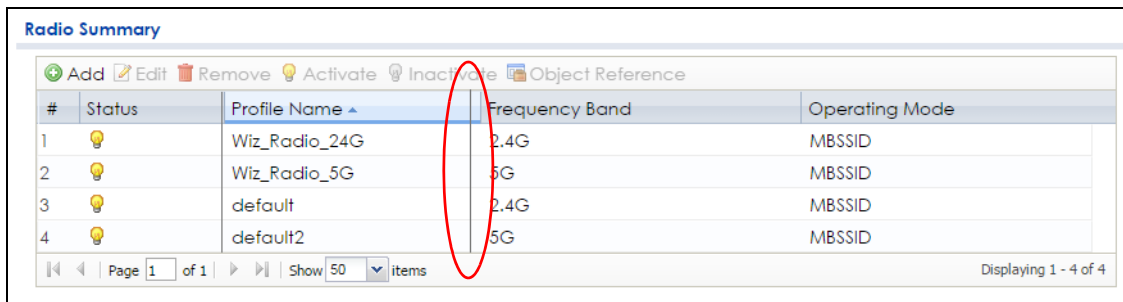 Radio Summary
Add Edit Remove Activate Inactivate Object Reference
# Status Profile Name Frequency Band Operating Mode
1 Wiz_Radio_24G 2.4G MBSSID
2 Wiz_Radio_5G 5G MBSSID
3 default 2.4G MBSSID
4 default2 5G MBSSID
Page 1 of 1 Show 50 items Displaying 1 - 4 of 4